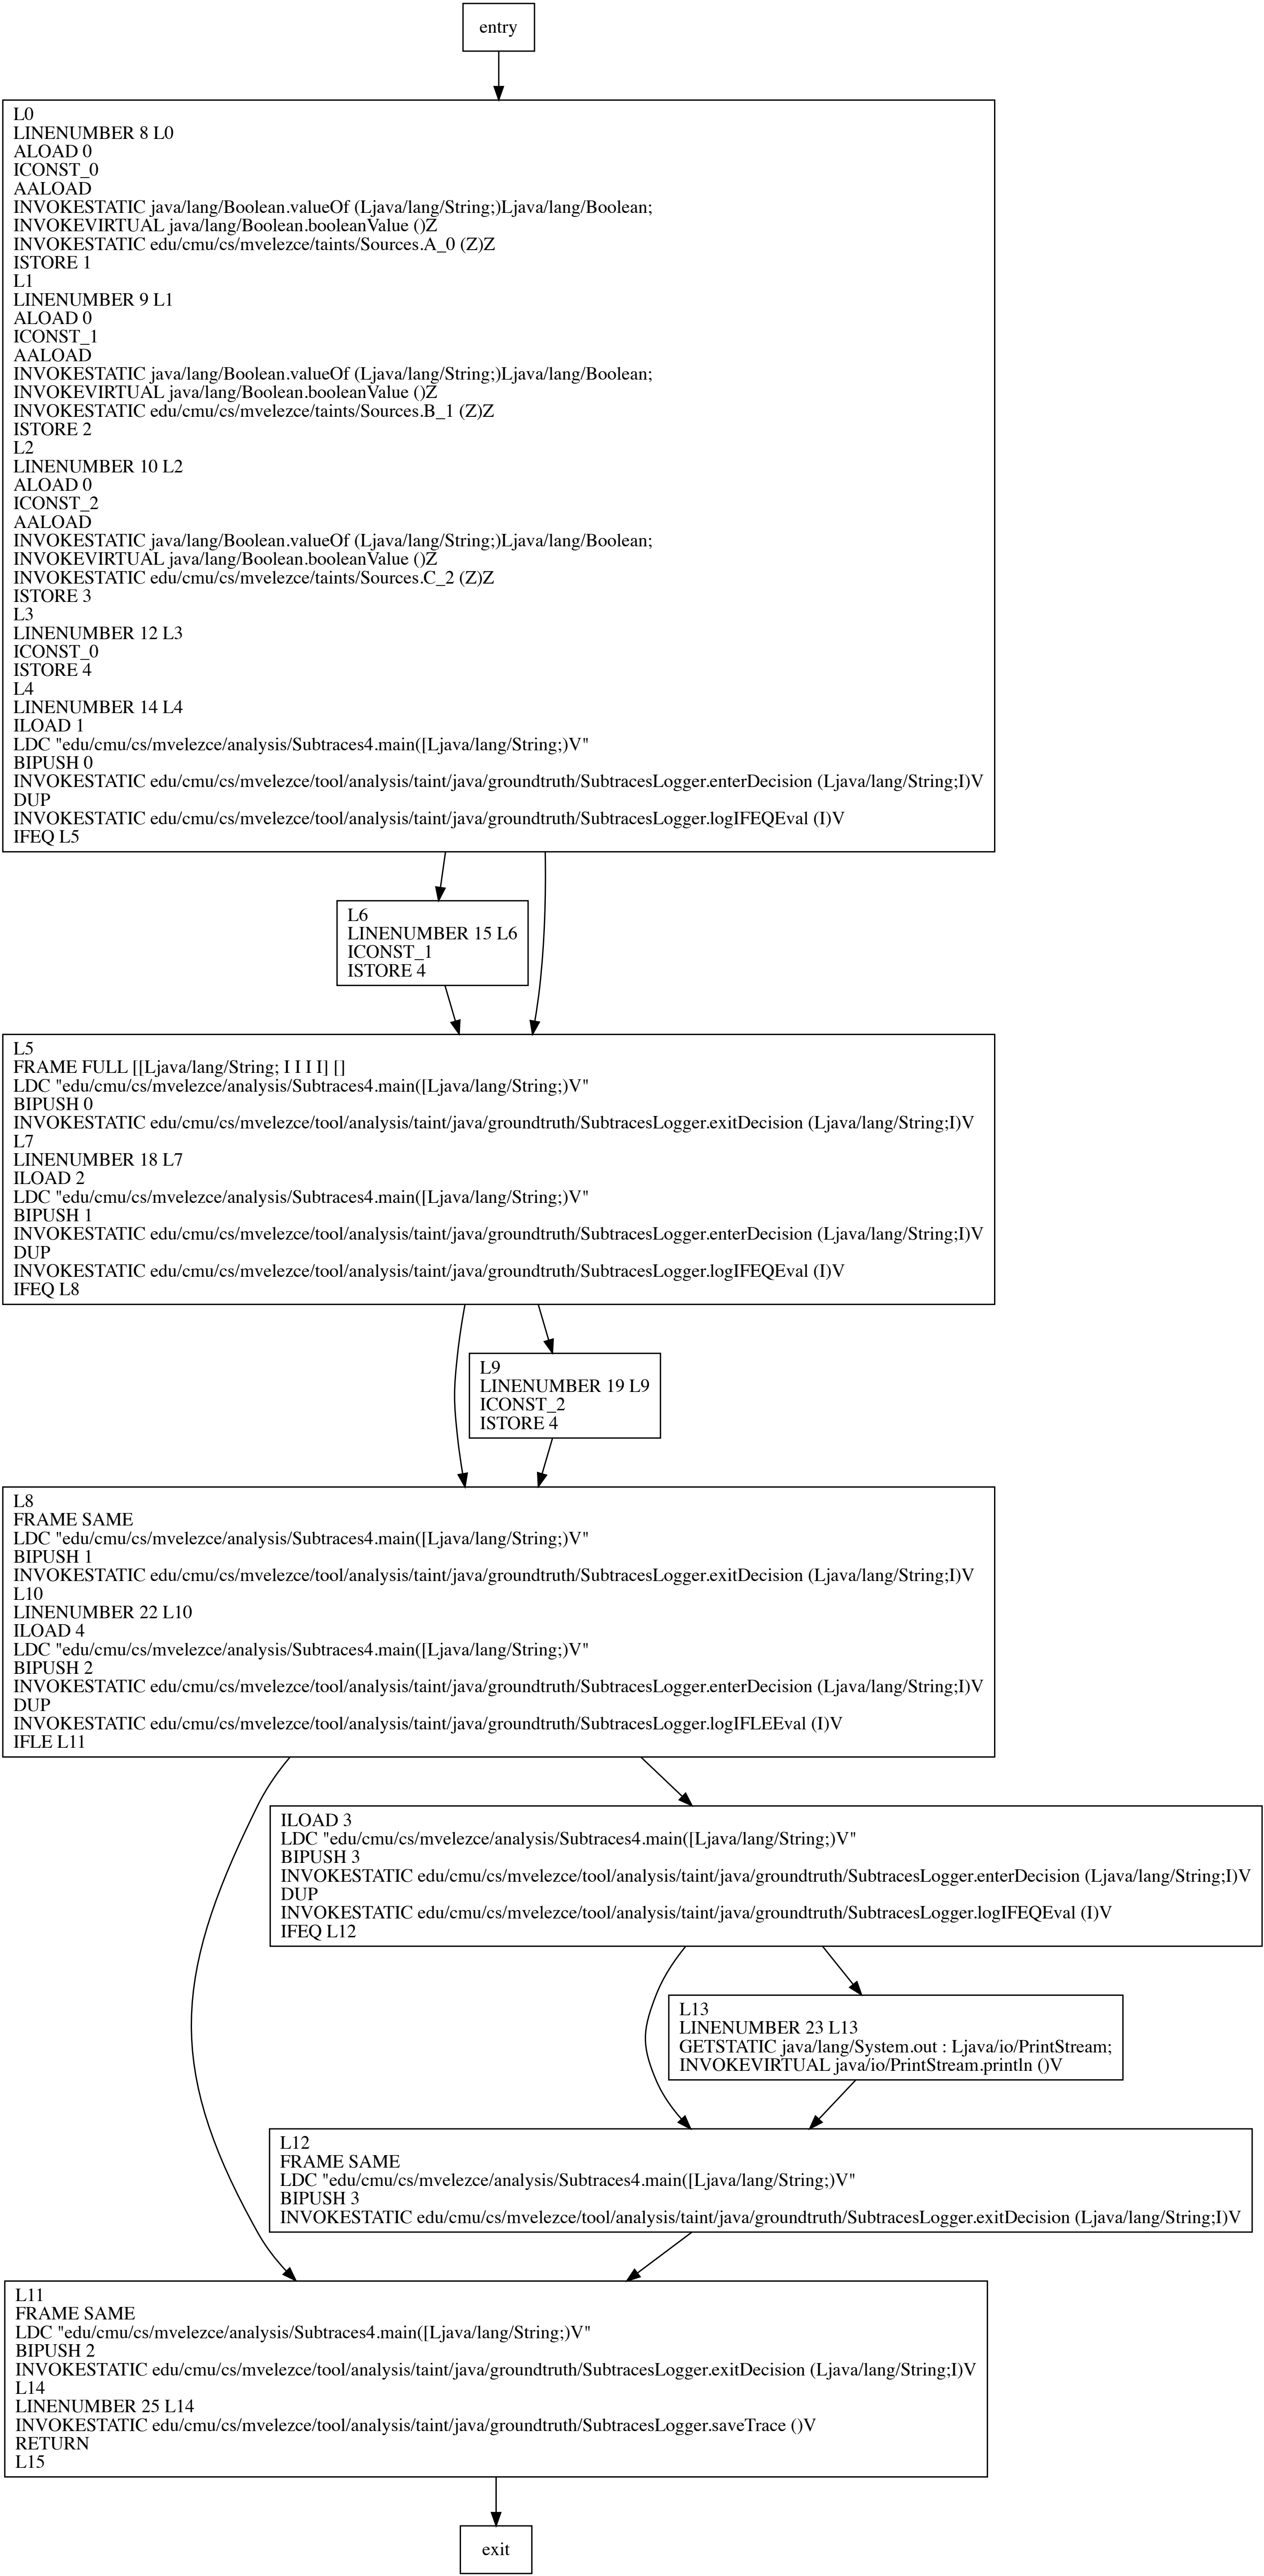 entry
L0
LINENUMBER 8 L0
ALOAD 0
ICONST_0
AALOAD
INVOKESTATIC java/lang/Boolean.valueOf (Ljava/lang/String;)Ljava/lang/Boolean;
INVOKEVIRTUAL java/lang/Boolean.booleanValue ()Z
INVOKESTATIC edu/cmu/cs/mvelezce/taints/Sources.A_0 (Z)Z
ISTORE 1
L1
LINENUMBER 9 L1
ALOAD 0
ICONST_1
AALOAD
INVOKESTATIC java/lang/Boolean.valueOf (Ljava/lang/String;)Ljava/lang/Boolean;
INVOKEVIRTUAL java/lang/Boolean.booleanValue ()Z
INVOKESTATIC edu/cmu/cs/mvelezce/taints/Sources.B_1 (Z)Z
ISTORE 2
L2
LINENUMBER 10 L2
ALOAD 0
ICONST_2
AALOAD
INVOKESTATIC java/lang/Boolean.valueOf (Ljava/lang/String;)Ljava/lang/Boolean;
INVOKEVIRTUAL java/lang/Boolean.booleanValue ()Z
INVOKESTATIC edu/cmu/cs/mvelezce/taints/Sources.C_2 (Z)Z
ISTORE 3
L3
LINENUMBER 12 L3
ICONST_0
ISTORE 4
L4
LINENUMBER 14 L4
ILOAD 1
LDC "edu/cmu/cs/mvelezce/analysis/Subtraces4.main([Ljava/lang/String;)V"
BIPUSH 0
INVOKESTATIC edu/cmu/cs/mvelezce/tool/analysis/taint/java/groundtruth/SubtracesLogger.enterDecision (Ljava/lang/String;I)V
DUP
INVOKESTATIC edu/cmu/cs/mvelezce/tool/analysis/taint/java/groundtruth/SubtracesLogger.logIFEQEval (I)V
IFEQ L5
L6
LINENUMBER 15 L6
ICONST_1
ISTORE 4
L5
FRAME FULL [[Ljava/lang/String; I I I I] []
LDC "edu/cmu/cs/mvelezce/analysis/Subtraces4.main([Ljava/lang/String;)V"
BIPUSH 0
INVOKESTATIC edu/cmu/cs/mvelezce/tool/analysis/taint/java/groundtruth/SubtracesLogger.exitDecision (Ljava/lang/String;I)V
L7
LINENUMBER 18 L7
ILOAD 2
LDC "edu/cmu/cs/mvelezce/analysis/Subtraces4.main([Ljava/lang/String;)V"
BIPUSH 1
INVOKESTATIC edu/cmu/cs/mvelezce/tool/analysis/taint/java/groundtruth/SubtracesLogger.enterDecision (Ljava/lang/String;I)V
DUP
INVOKESTATIC edu/cmu/cs/mvelezce/tool/analysis/taint/java/groundtruth/SubtracesLogger.logIFEQEval (I)V
IFEQ L8
L9
LINENUMBER 19 L9
ICONST_2
ISTORE 4
L8
FRAME SAME
LDC "edu/cmu/cs/mvelezce/analysis/Subtraces4.main([Ljava/lang/String;)V"
BIPUSH 1
INVOKESTATIC edu/cmu/cs/mvelezce/tool/analysis/taint/java/groundtruth/SubtracesLogger.exitDecision (Ljava/lang/String;I)V
L10
LINENUMBER 22 L10
ILOAD 4
LDC "edu/cmu/cs/mvelezce/analysis/Subtraces4.main([Ljava/lang/String;)V"
BIPUSH 2
INVOKESTATIC edu/cmu/cs/mvelezce/tool/analysis/taint/java/groundtruth/SubtracesLogger.enterDecision (Ljava/lang/String;I)V
DUP
INVOKESTATIC edu/cmu/cs/mvelezce/tool/analysis/taint/java/groundtruth/SubtracesLogger.logIFLEEval (I)V
IFLE L11
ILOAD 3
LDC "edu/cmu/cs/mvelezce/analysis/Subtraces4.main([Ljava/lang/String;)V"
BIPUSH 3
INVOKESTATIC edu/cmu/cs/mvelezce/tool/analysis/taint/java/groundtruth/SubtracesLogger.enterDecision (Ljava/lang/String;I)V
DUP
INVOKESTATIC edu/cmu/cs/mvelezce/tool/analysis/taint/java/groundtruth/SubtracesLogger.logIFEQEval (I)V
IFEQ L12
L13
LINENUMBER 23 L13
GETSTATIC java/lang/System.out : Ljava/io/PrintStream;
INVOKEVIRTUAL java/io/PrintStream.println ()V
L12
FRAME SAME
LDC "edu/cmu/cs/mvelezce/analysis/Subtraces4.main([Ljava/lang/String;)V"
BIPUSH 3
INVOKESTATIC edu/cmu/cs/mvelezce/tool/analysis/taint/java/groundtruth/SubtracesLogger.exitDecision (Ljava/lang/String;I)V
L11
FRAME SAME
LDC "edu/cmu/cs/mvelezce/analysis/Subtraces4.main([Ljava/lang/String;)V"
BIPUSH 2
INVOKESTATIC edu/cmu/cs/mvelezce/tool/analysis/taint/java/groundtruth/SubtracesLogger.exitDecision (Ljava/lang/String;I)V
L14
LINENUMBER 25 L14
INVOKESTATIC edu/cmu/cs/mvelezce/tool/analysis/taint/java/groundtruth/SubtracesLogger.saveTrace ()V
RETURN
L15
exit